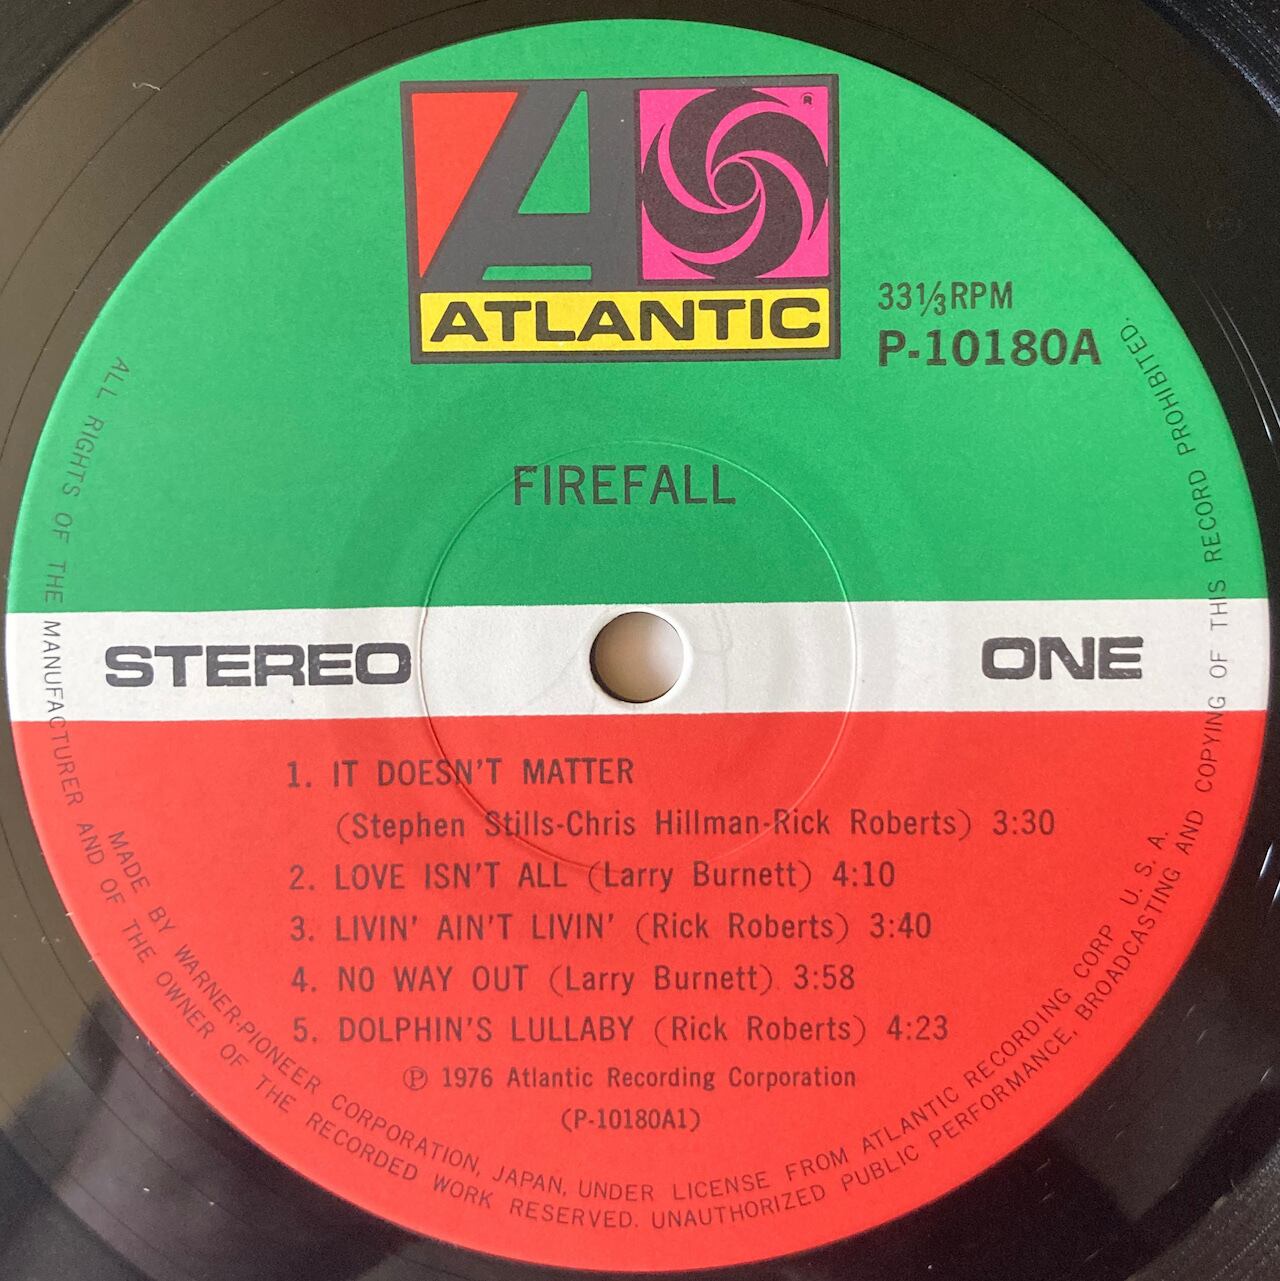 ATLANTIC
®
33⅓RPM
P-10180A
FIREFALL
STEREO
ONE
1. IT DOESN'T MATTER
(Stephen Stills-Chris Hillman-Rick Roberts) 3:30
2. LOVE ISN'T ALL (Larry Burnett) 4:10
3. LIVIN' AIN'T LIVIN' (Rick Roberts) 3:40
4. NO WAY OUT (Larry Burnett) 3:58
5. DOLPHIN'S LULLABY (Rick Roberts) 4:23
℗ 1976 Atlantic Recording Corporation
(P-10180A1)
MADE BY WARNER-PIONEER CORPORATION, JAPAN, UNDER LICENSE FROM ATLANTIC RECORDING CORP U. S. A.
ALL RIGHTS OF THE MANUFACTURER AND OF THE OWNER OF THE RECORDED WORK RESERVED. UNAUTHORIZED PUBLIC PERFORMANCE, BROADCASTING AND COPYING OF THIS RECORD PROHIBITED.